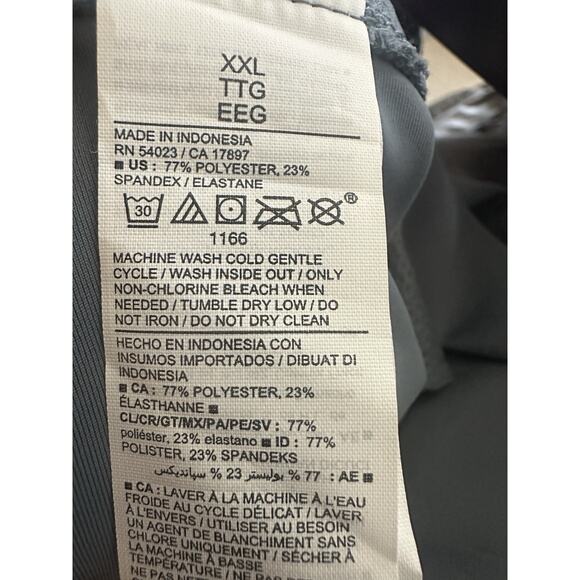 XXL
TTG
EEG
MADE IN INDONESIA
RN 54023 / CA 17897
■ US : 77% POLYESTER, 23%
SPANDEX / ELASTANE
30 ®
1166
MACHINE WASH COLD GENTLE
CYCLE / WASH INSIDE OUT / ONLY
NON-CHLORINE BLEACH WHEN
NEEDED / TUMBLE DRY LOW / DO
NOT IRON / DO NOT DRY CLEAN
HECHO EN INDONESIA CON
INSUMOS IMPORTADOS / DIBUAT DI
INDONESIA
■ CA : 77% POLYESTER, 23%
ÉLASTHANNE ■
CL/CR/GT/MX/PA/PE/SV : 77%
poliéster, 23% elastano ■ ID : 77%
POLISTER, 23% SPANDEKS
■ AE : 77 % بوليستر 23 % سبانديكس
■ CA : LAVER À LA MACHINE À L'EAU
FROIDE AU CYCLE DÉLICAT / LAVER
À L'ENVERS / UTILISER AU BESOIN
UN AGENT DE BLANCHIMENT SANS
CHLORE UNIQUEMENT / SÉCHER À
LA MACHINE À BASSE